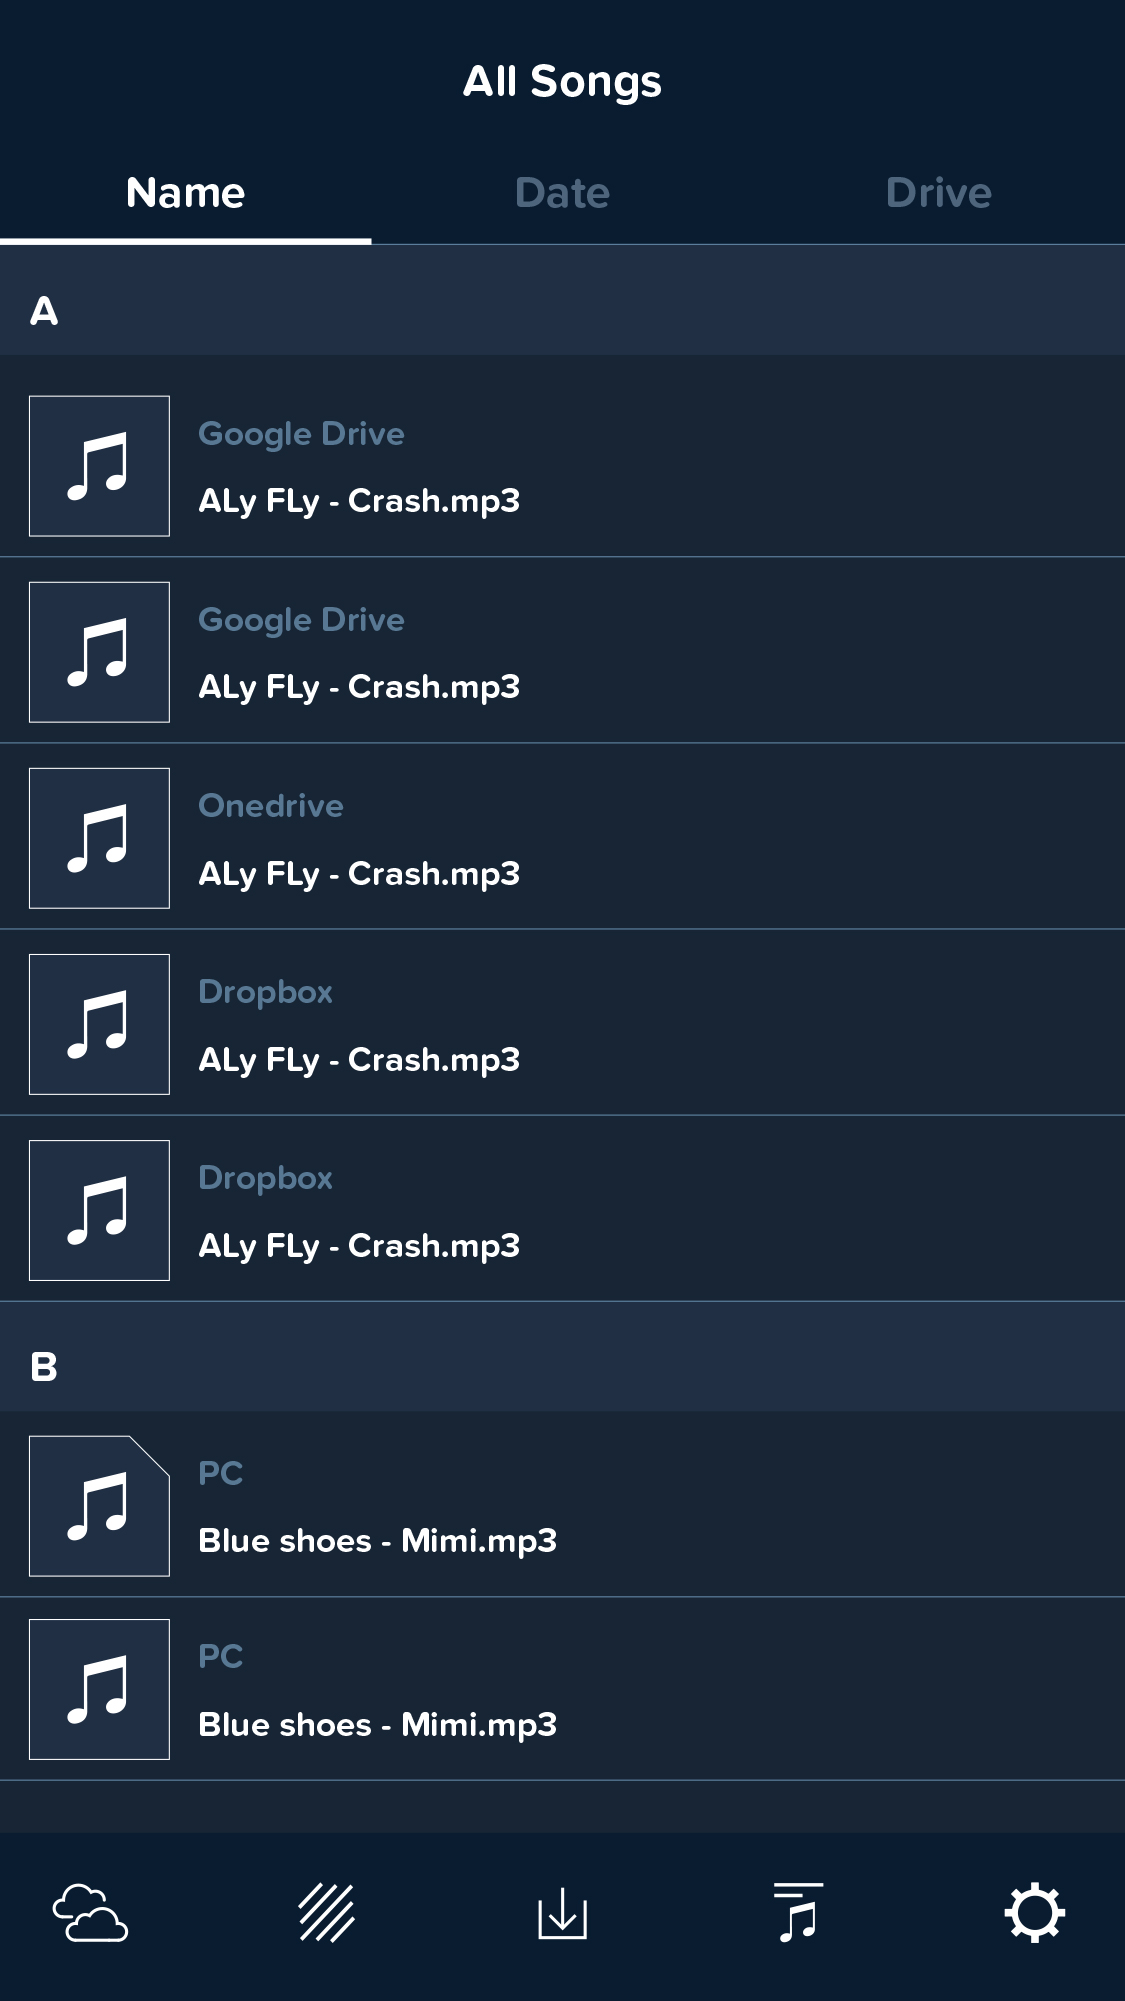 All Songs
Name Date Drive
A
Google Drive
ALy FLy - Crash.mp3
Google Drive
ALy FLy - Crash.mp3
Onedrive
ALy FLy - Crash.mp3
Dropbox
ALy FLy - Crash.mp3
Dropbox
ALy FLy - Crash.mp3
B
PC
Blue shoes - Mimi.mp3
PC
Blue shoes - Mimi.mp3